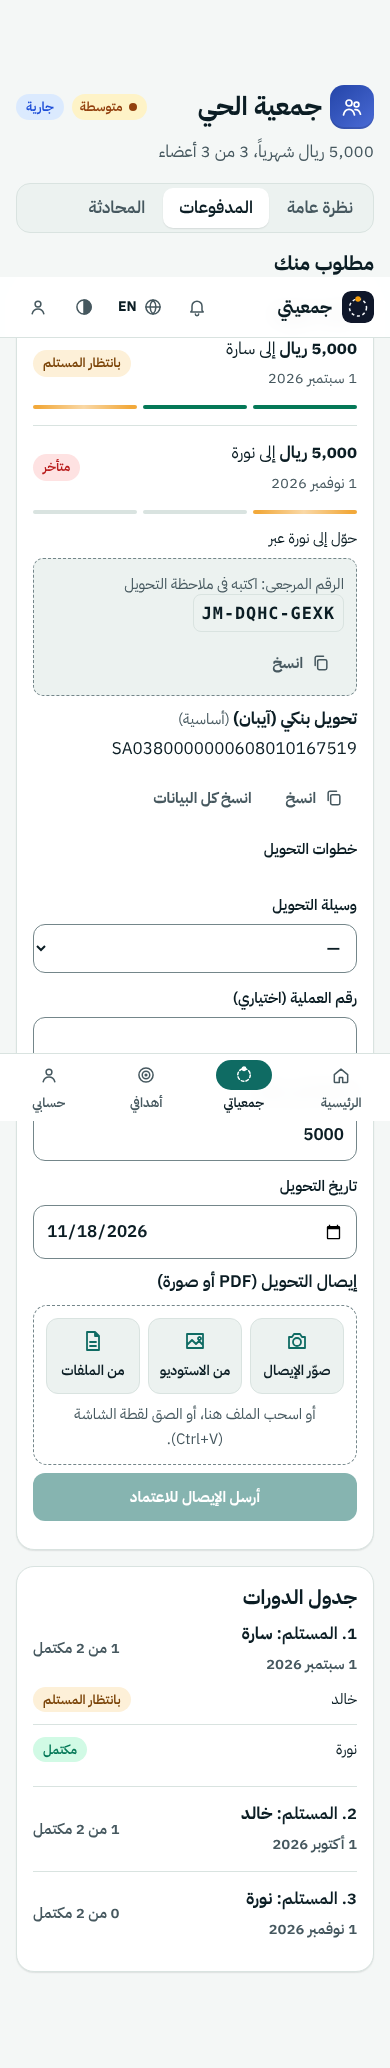 جمعية الحي
متوسطة
جارية
5,000 ريال شهرياً، 3 من 3 أعضاء
نظرة عامة
المدفوعات
المحادثة
مطلوب منك
جمعيتي
EN
5,000 ريال إلى سارة
1 سبتمبر 2026
بانتظار المستلم
5,000 ريال إلى نورة
1 نوفمبر 2026
متأخر
حوّل إلى نورة عبر
الرقم المرجعي: اكتبه في ملاحظة التحويل
JM-DQHC-GEXK
انسخ
تحويل بنكي (آيبان) (أساسية)
SA0380000000608010167519
انسخ
انسخ كل البيانات
خطوات التحويل
وسيلة التحويل
—
رقم العملية (اختياري)
الرئيسية
جمعياتي
أهدافي
حسابي
5000
تاريخ التحويل
11/18/2026
إيصال التحويل (PDF أو صورة)
صوّر الإيصال
من الاستوديو
من الملفات
أو اسحب الملف هنا، أو الصق لقطة الشاشة
(Ctrl+V).
أرسل الإيصال للاعتماد
جدول الدورات
1. المستلم: سارة
1 سبتمبر 2026
1 من 2 مكتمل
خالد
بانتظار المستلم
نورة
مكتمل
2. المستلم: خالد
1 أكتوبر 2026
1 من 2 مكتمل
3. المستلم: نورة
1 نوفمبر 2026
0 من 2 مكتمل